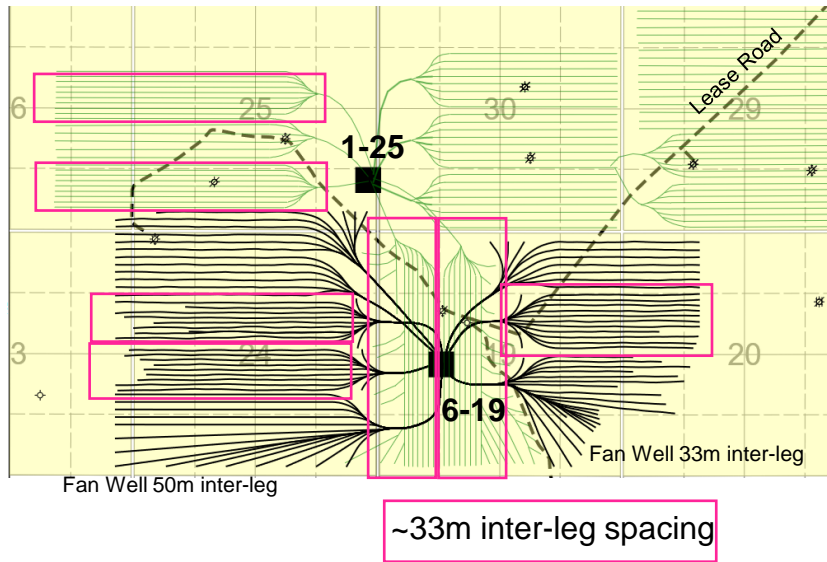 Lease Road
6
25
30
29
1-25
3
24
19
20
6-19
Fan Well 33m inter-leg
Fan Well 50m inter-leg
~33m inter-leg spacing